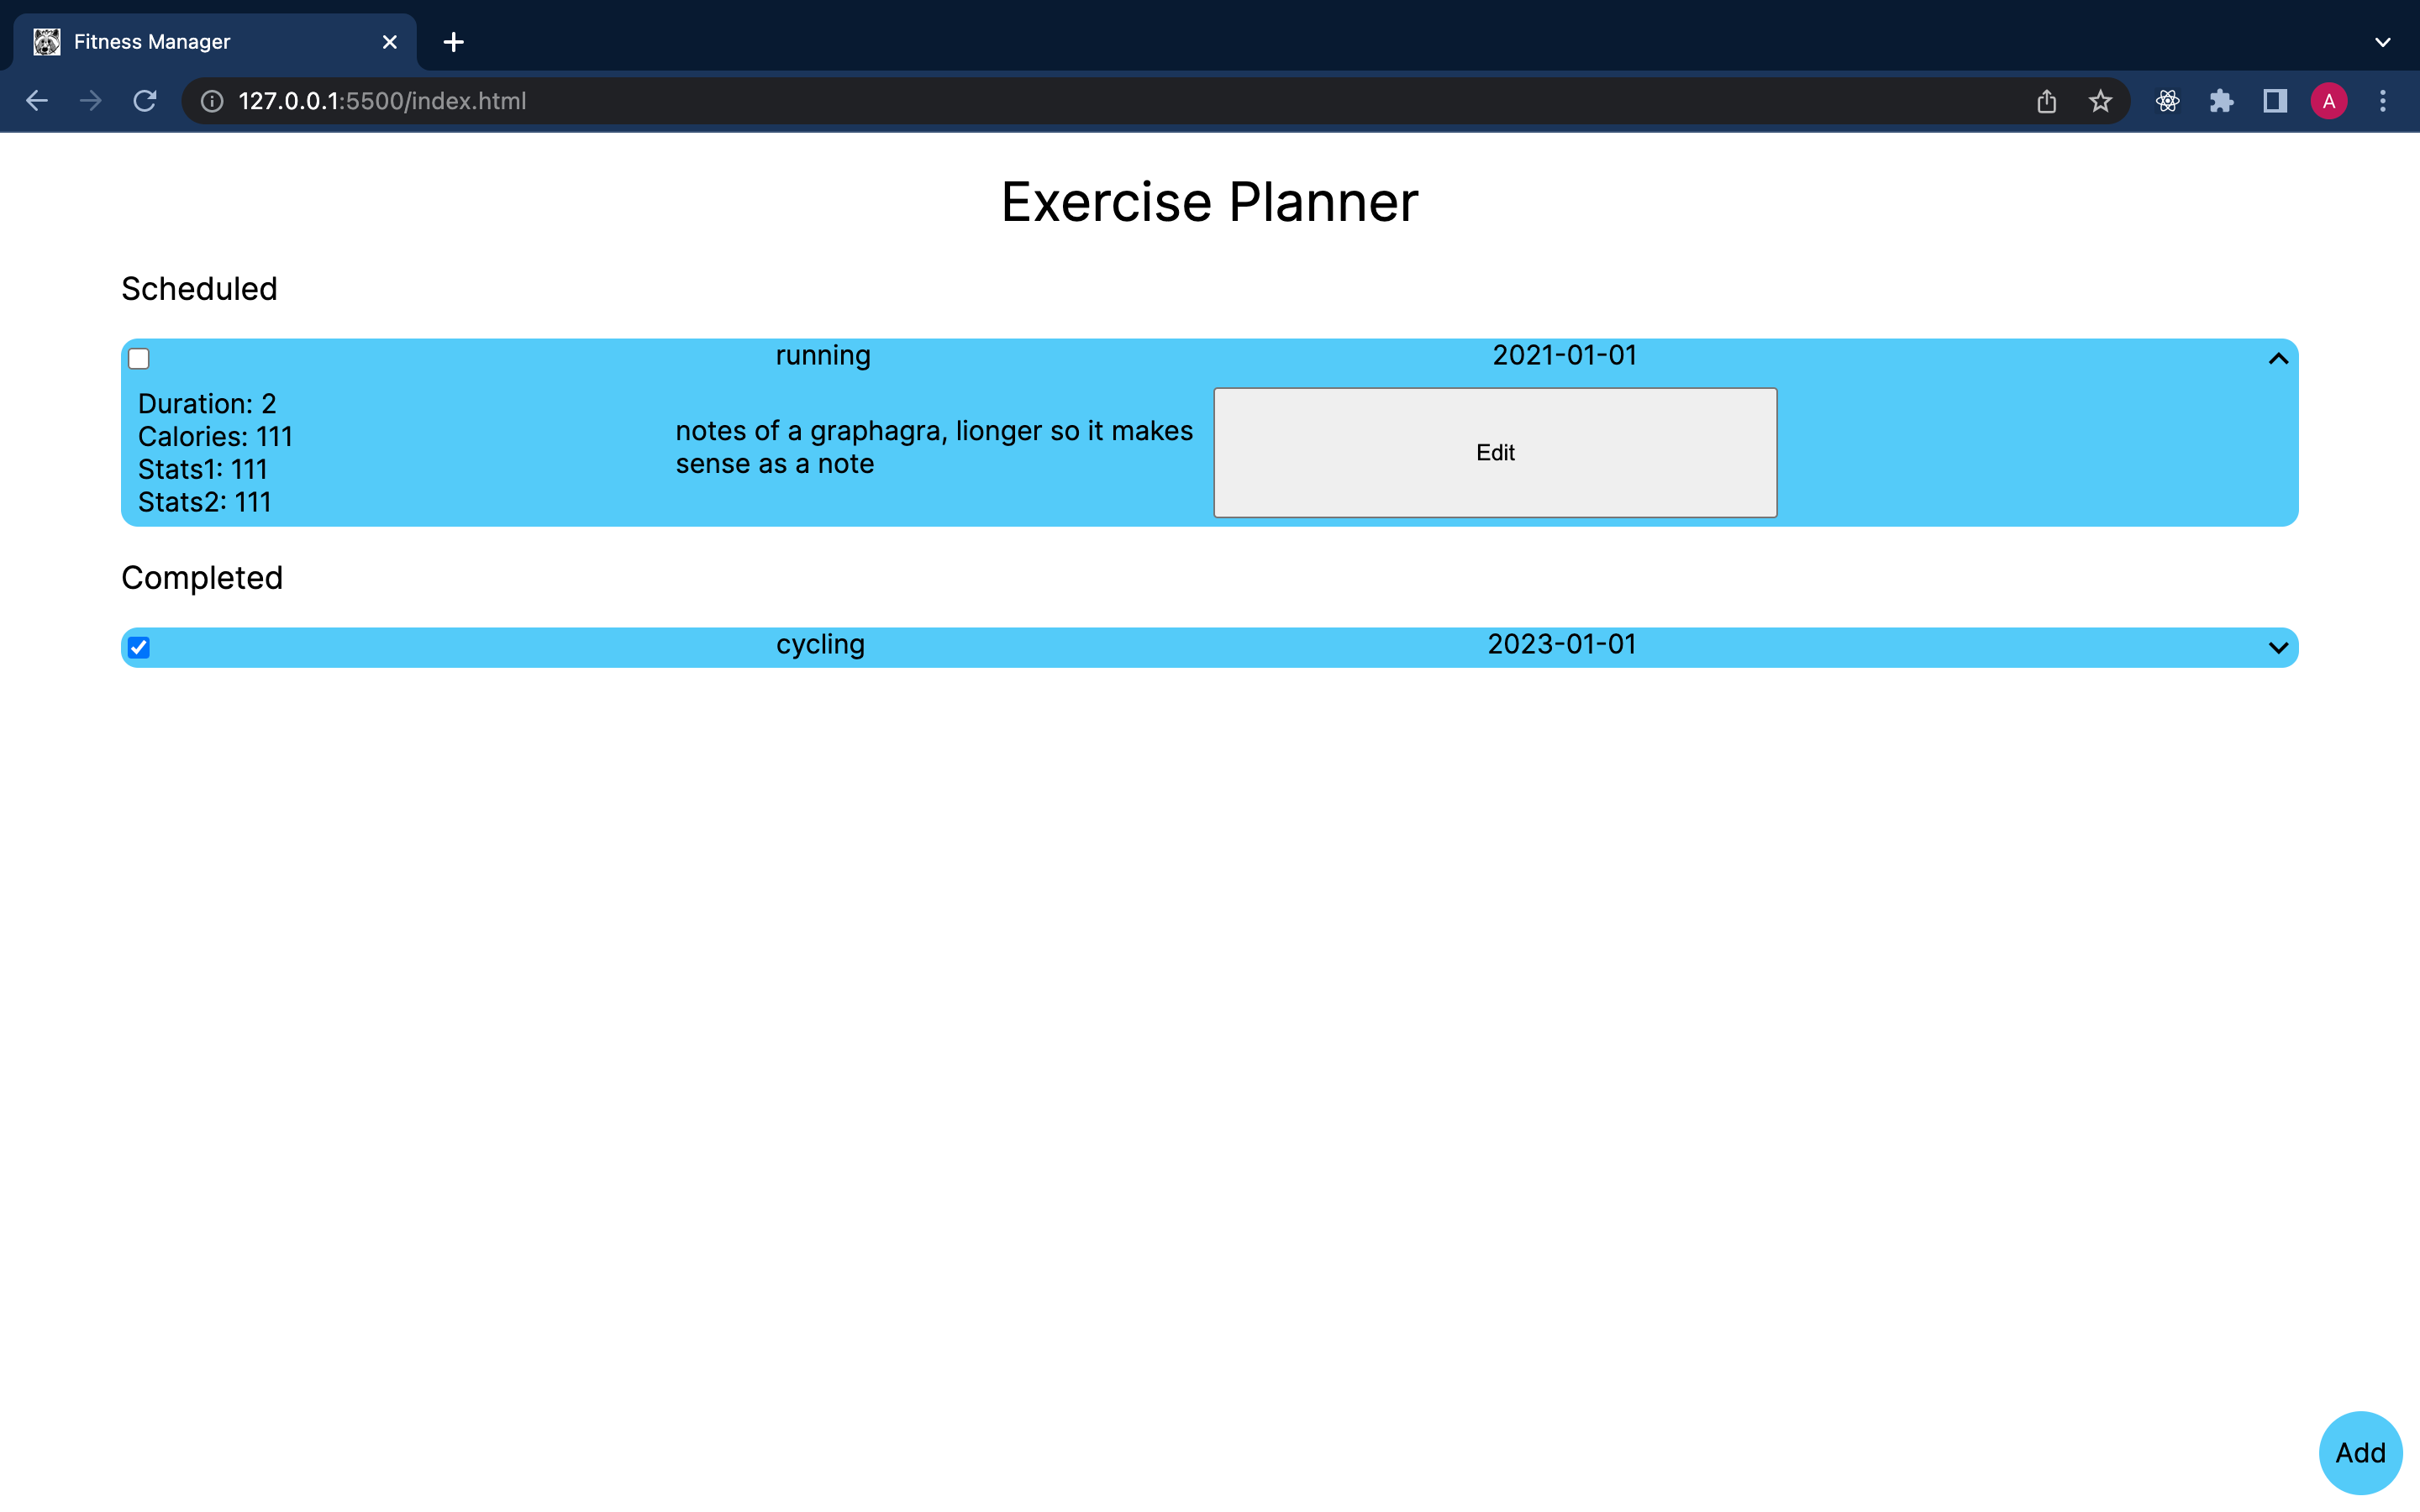 Fitness Manager
127.0.0.1:5500/index.html
A
Exercise Planner
Scheduled
running 2021-01-01
Duration: 2
Calories: 111
Stats1: 111
Stats2: 111
notes of a graphagra, lionger so it makes
sense as a note
Edit
Completed
cycling 2023-01-01
Add